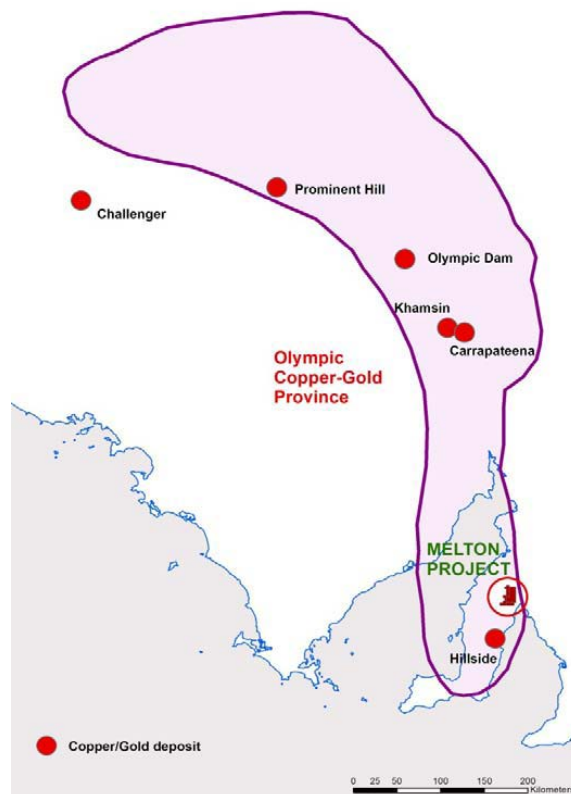 Prominent Hill
Challenger
Olympic Dam
Khamsin
Carrapateena
Olympic
Copper-Gold
Province
MELTON
PROJECT
Hillside
Copper/Gold deposit
0 25 50 100 150 200
Kilometers